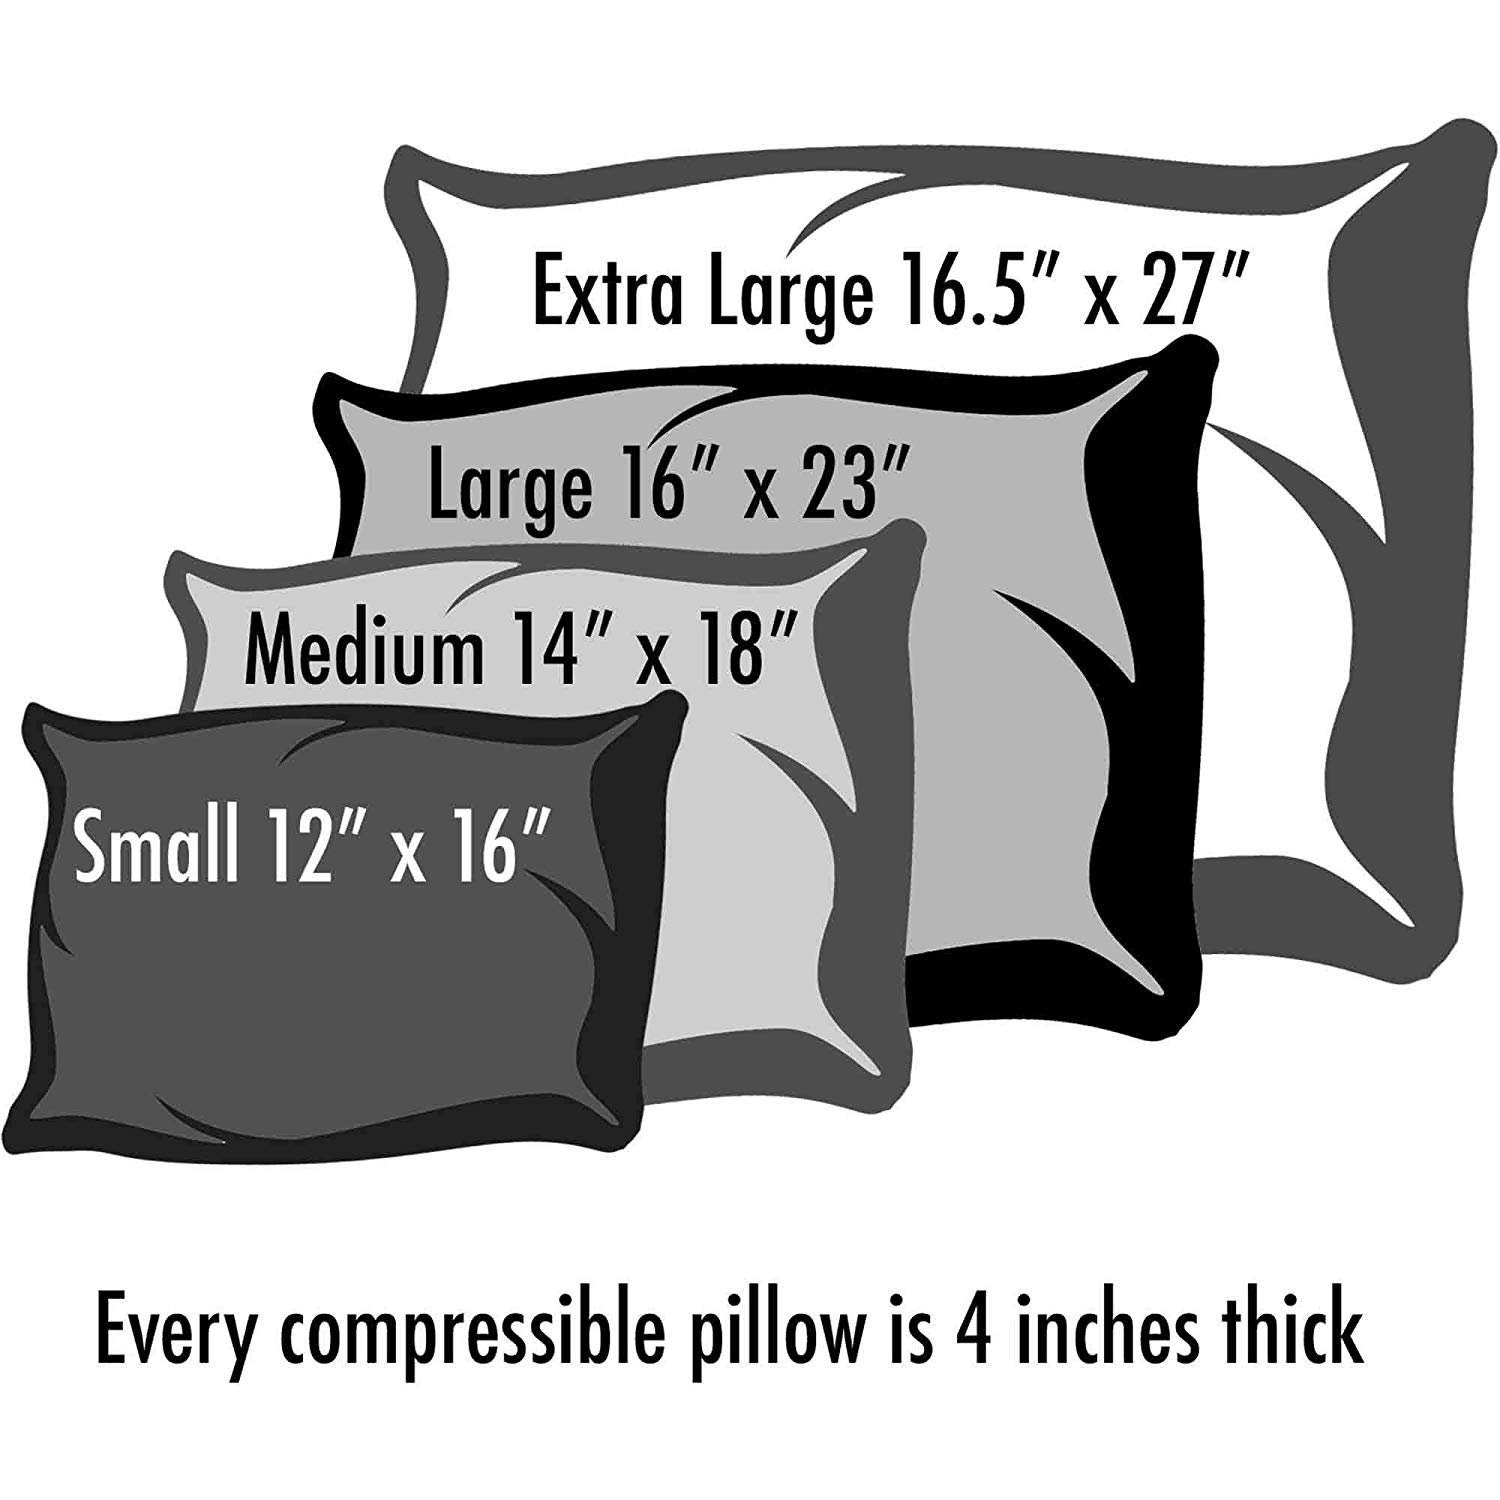 Extra Large 16.5” x 27”
Large 16” x 23”
Medium 14” x 18”
Small 12” x 16”
Every compressible pillow is 4 inches thick